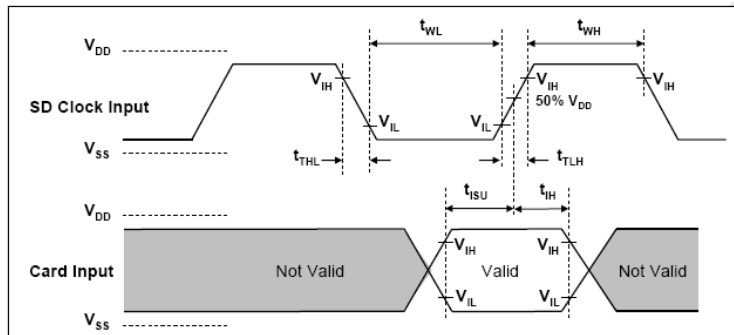 t_WL
t_WH
V_DD
V_IH
V_IH
V_IH
SD Clock Input
50% V_DD
V_IL
V_IL
V_SS
t_THL
t_TLH
t_ISU
t_IH
V_DD
V_IH
V_IH
Card Input
Not Valid
Valid
Not Valid
V_IL
V_IL
V_SS